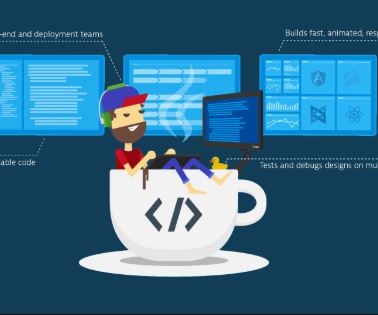 -end and deployment teams
Builds fast, animated, resp
able code
Tests and debugs designs on mu
</>